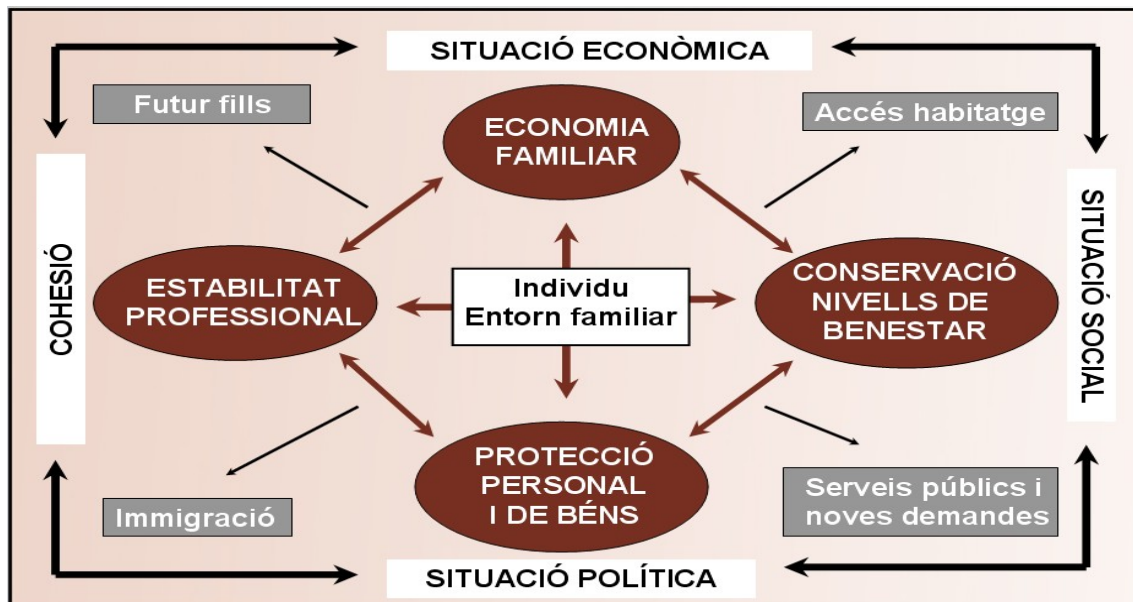 SITUACIÓ ECONÒMICA
Futur fills
Accés habitatge
ECONOMIA
FAMILIAR
COHESIÓ
SITUACIÓ SOCIAL
ESTABILITAT
PROFESSIONAL
Individu
Entorn familiar
CONSERVACIÓ
NIVELLS DE
BENESTAR
PROTECCIÓ
PERSONAL
I DE BÉNS
Immigració
Serveis públics i
noves demandes
SITUACIÓ POLÍTICA